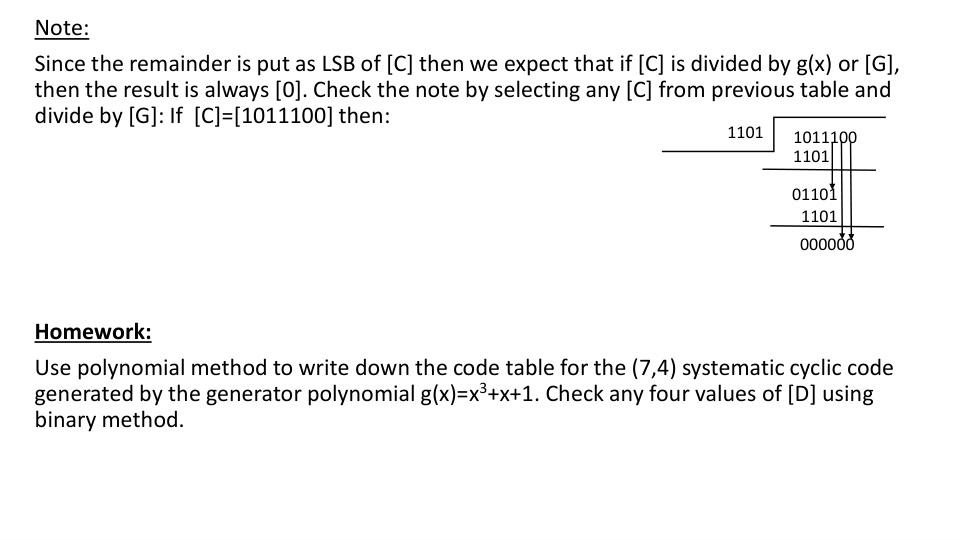 Note:
Since the remainder is put as LSB of [C] then we expect that if [C] is divided by g(x) or [G],
then the result is always [0]. Check the note by selecting any [C] from previous table and
divide by [G]: If  [C]=[1011100] then:
1101
1011100
1101
01101
1101
000000
Homework:
Use polynomial method to write down the code table for the (7,4) systematic cyclic code
generated by the generator polynomial g(x)=x³+x+1. Check any four values of [D] using
binary method.